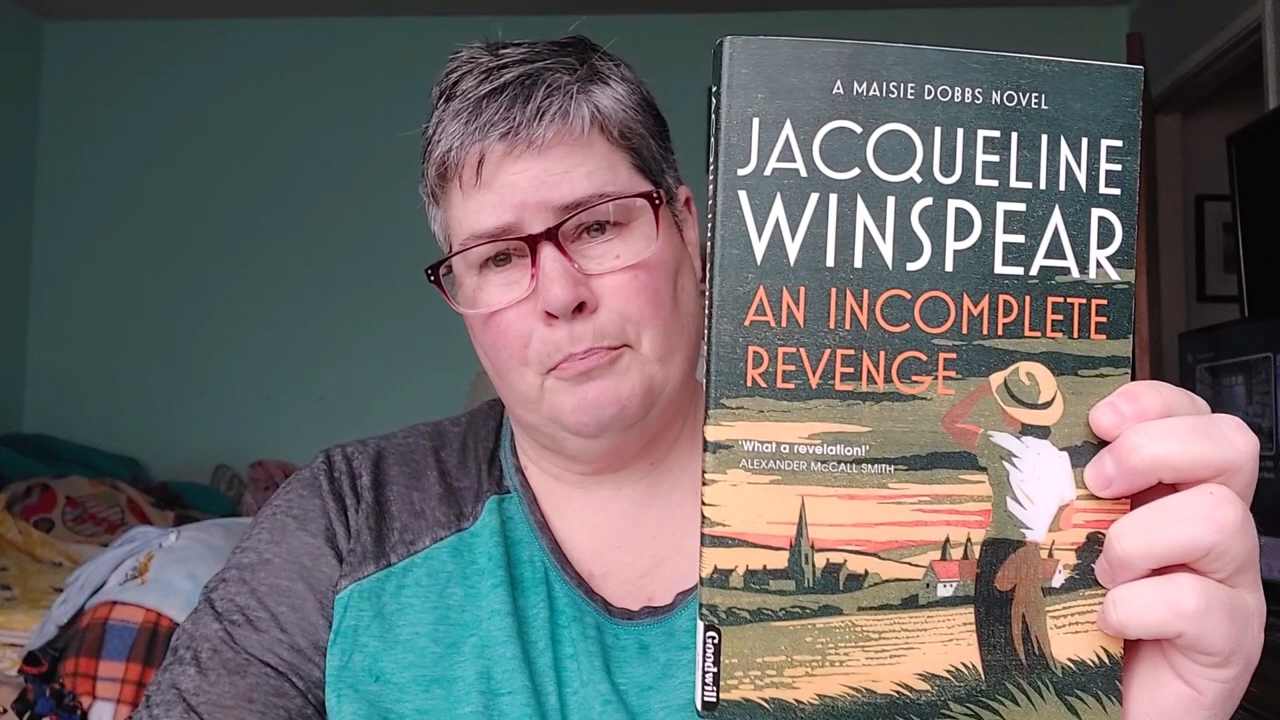 A MAISIE DOBBS NOVEL
JACQUELINE
WINSPEAR
AN INCOMPLETE
REVENGE
'What a revelation!'
ALEXANDER McCALL SMITH
Goodwill